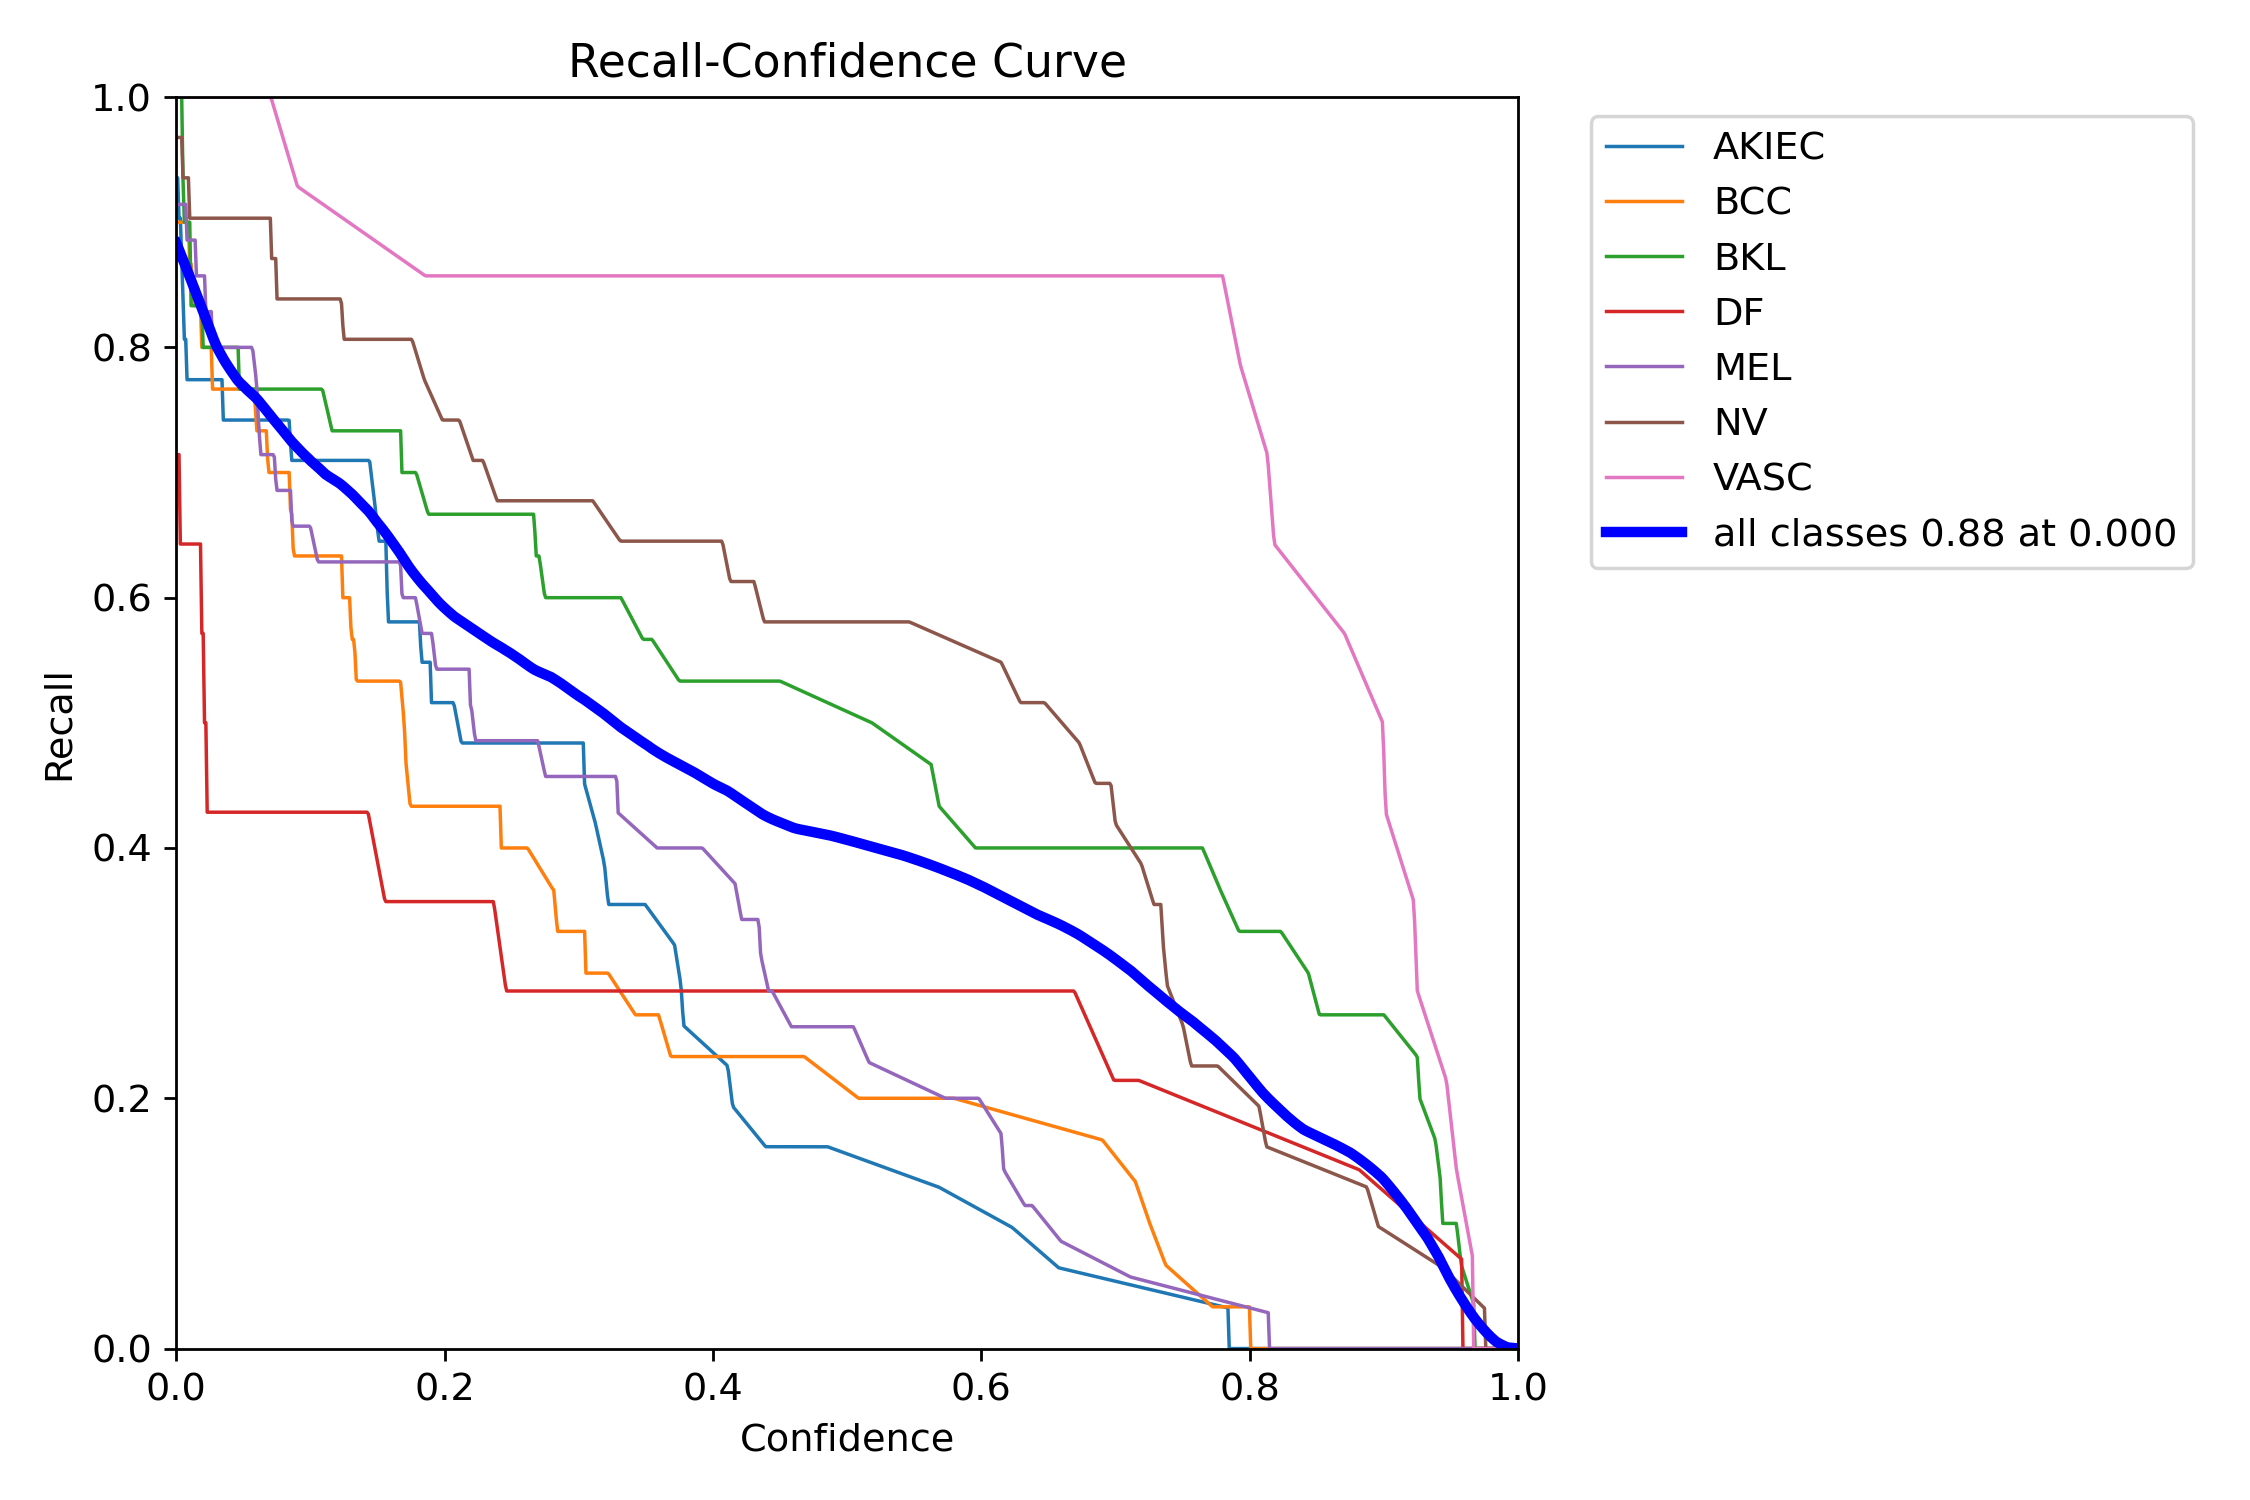 Recall-Confidence Curve
1.0
0.8
0.6
0.4
0.2
0.0
Recall
0.0 0.2 0.4 0.6 0.8 1.0
Confidence
AKIEC
BCC
BKL
DF
MEL
NV
VASC
all classes 0.88 at 0.000